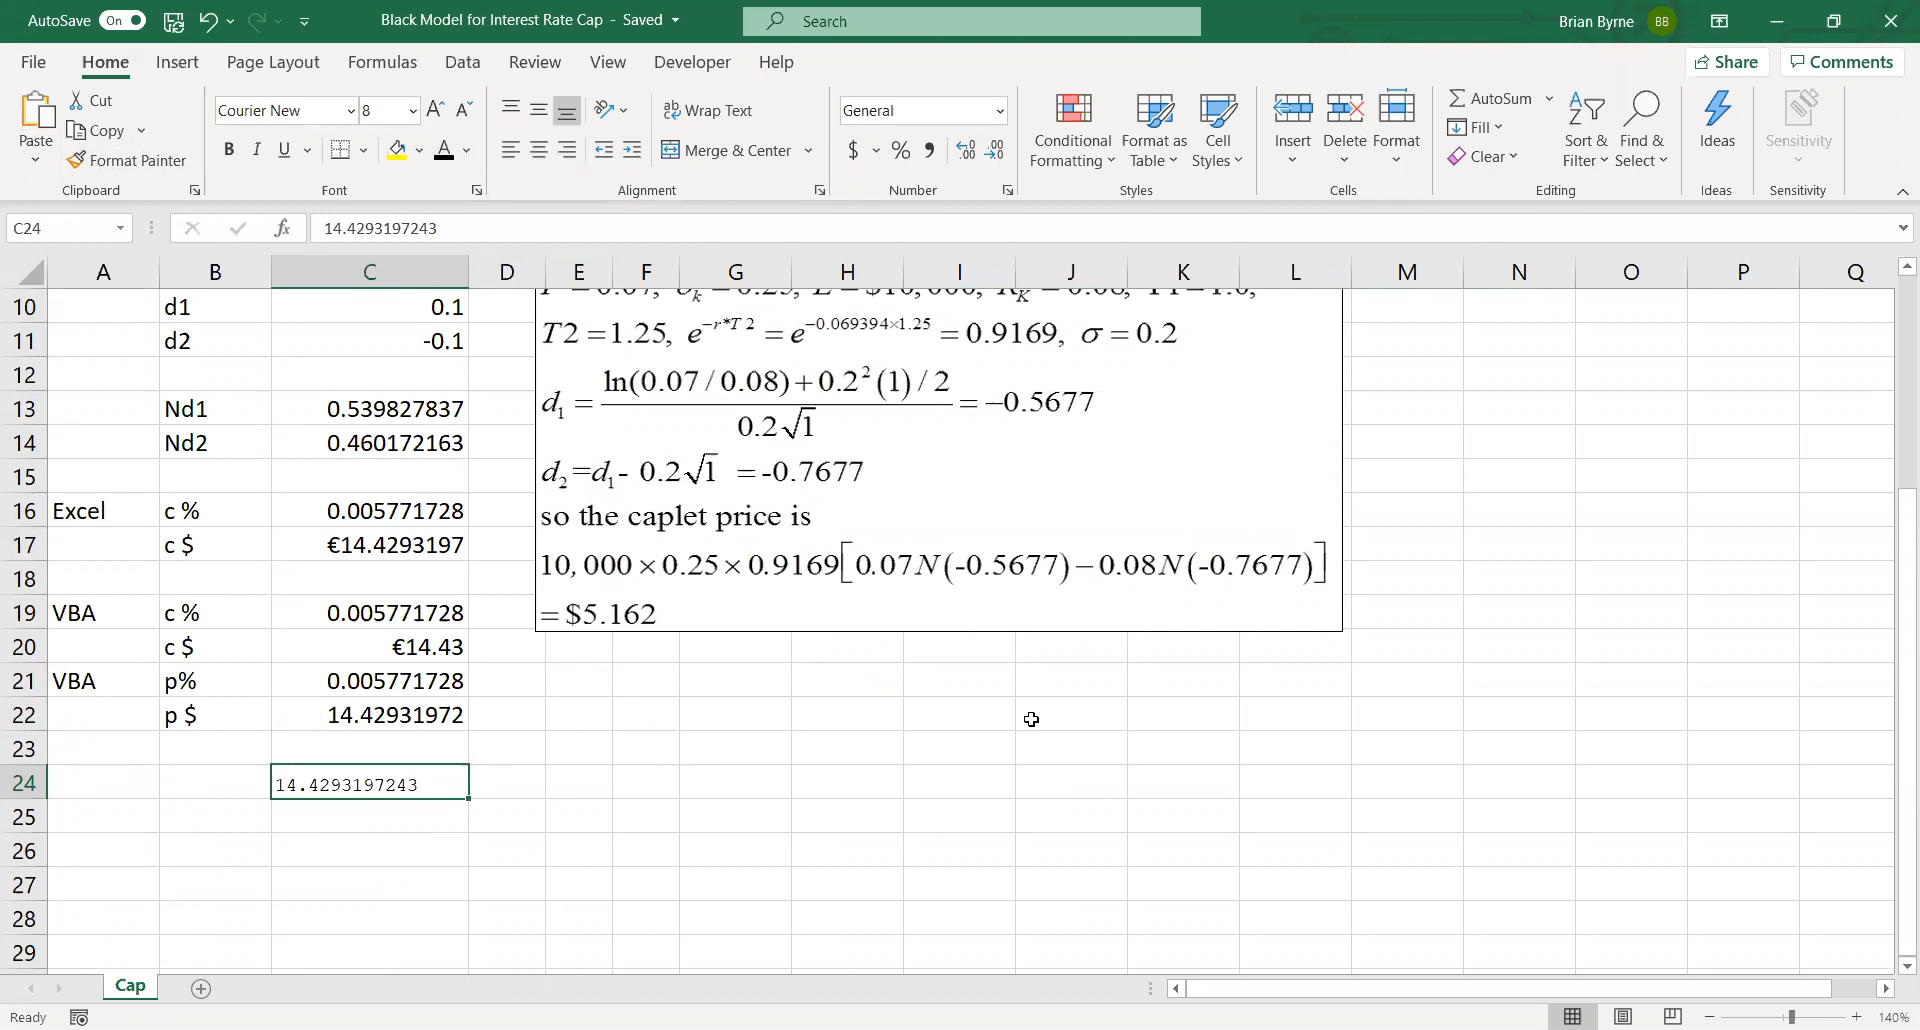 AutoSave On Black Model for Interest Rate Cap - Saved Search Brian Byrne BB
File Home Insert Page Layout Formulas Data Review View Developer Help Share Comments
Paste Cut Copy Format Painter
Courier New 8 B I U A A A
ab Wrap Text Merge & Center
General $ % 9 .00 .0
Conditional Formatting Format as Table Cell Styles
Insert Delete Format
AutoSum Fill Clear Sort & Filter Find & Select
Ideas Sensitivity
Clipboard Font Alignment Number Styles Cells Editing Ideas Sensitivity
C24 fx 14.4293197243
A B C D E F G H I J K L M N O P Q
10 d1 0.1
11 d2 -0.1
12
13 Nd1 0.539827837
14 Nd2 0.460172163
15
16 Excel c % 0.005771728
17 c $ €14.4293197
18
19 VBA c % 0.005771728
20 c $ €14.43
21 VBA p% 0.005771728
22 p $ 14.42931972
23
24 14.4293197243
25
26
27
28
29
T2 =1.25, e^{-r*T2} = e^{-0.069394×1.25} = 0.9169, σ = 0.2
d₁ = ln(0.07 / 0.08) + 0.2² (1) / 2 = −0.5677
0.2√1
d₂=d₁- 0.2√1 =-0.7677
so the caplet price is
10,000 × 0.25 × 0.9169[0.07N(-0.5677) − 0.08N(-0.7677)]
= $5.162
Cap
Ready 140%